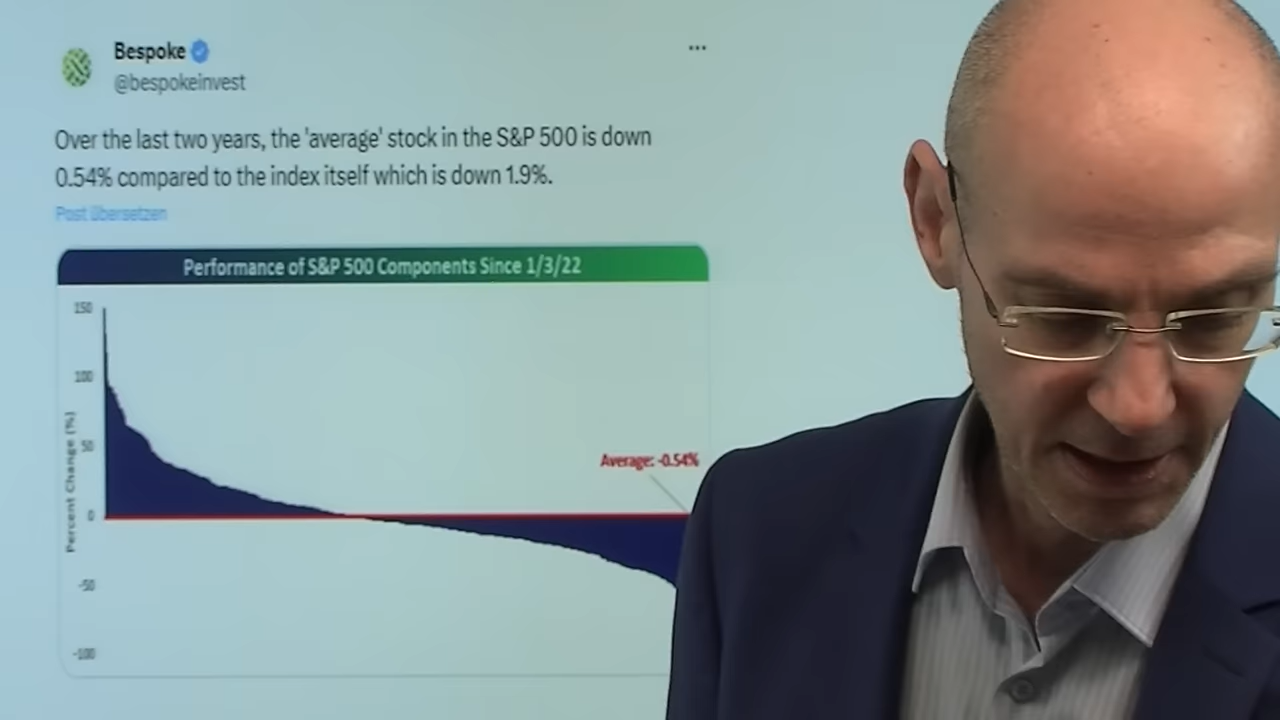 Bespoke
@bespokeinvest
Over the last two years, the 'average' stock in the S&P 500 is down
0.54% compared to the index itself which is down 1.9%.
Post übersetzen
Performance of S&P 500 Components Since 1/3/22
150
100
50
0
-50
-100
Percent Change (%)
Average: -0.54%